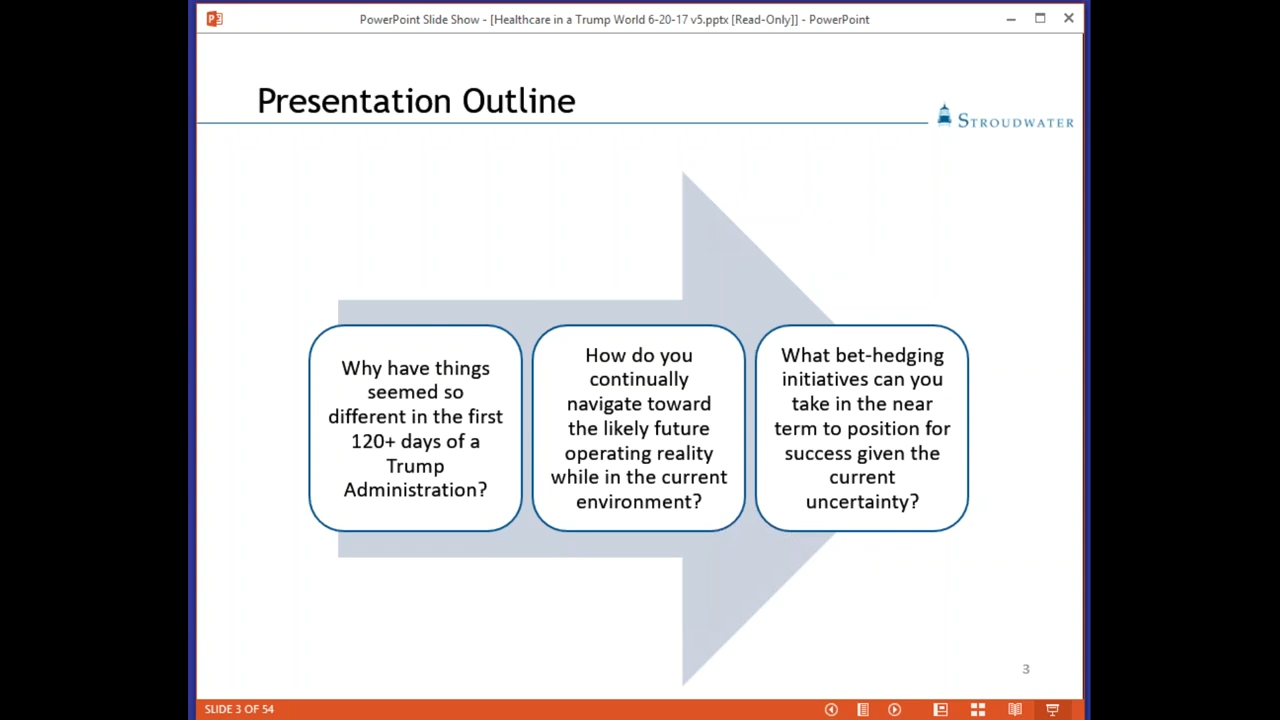 PowerPoint Slide Show - [Healthcare in a Trump World 6-20-17 v5.pptx [Read-Only]] - PowerPoint
Presentation Outline
STROUDWATER
Why have things
seemed so
different in the first
120+ days of a
Trump
Administration?
How do you
continually
navigate toward
the likely future
operating reality
while in the current
environment?
What bet-hedging
initiatives can you
take in the near
term to position for
success given the
current
uncertainty?
3
SLIDE 3 OF 54